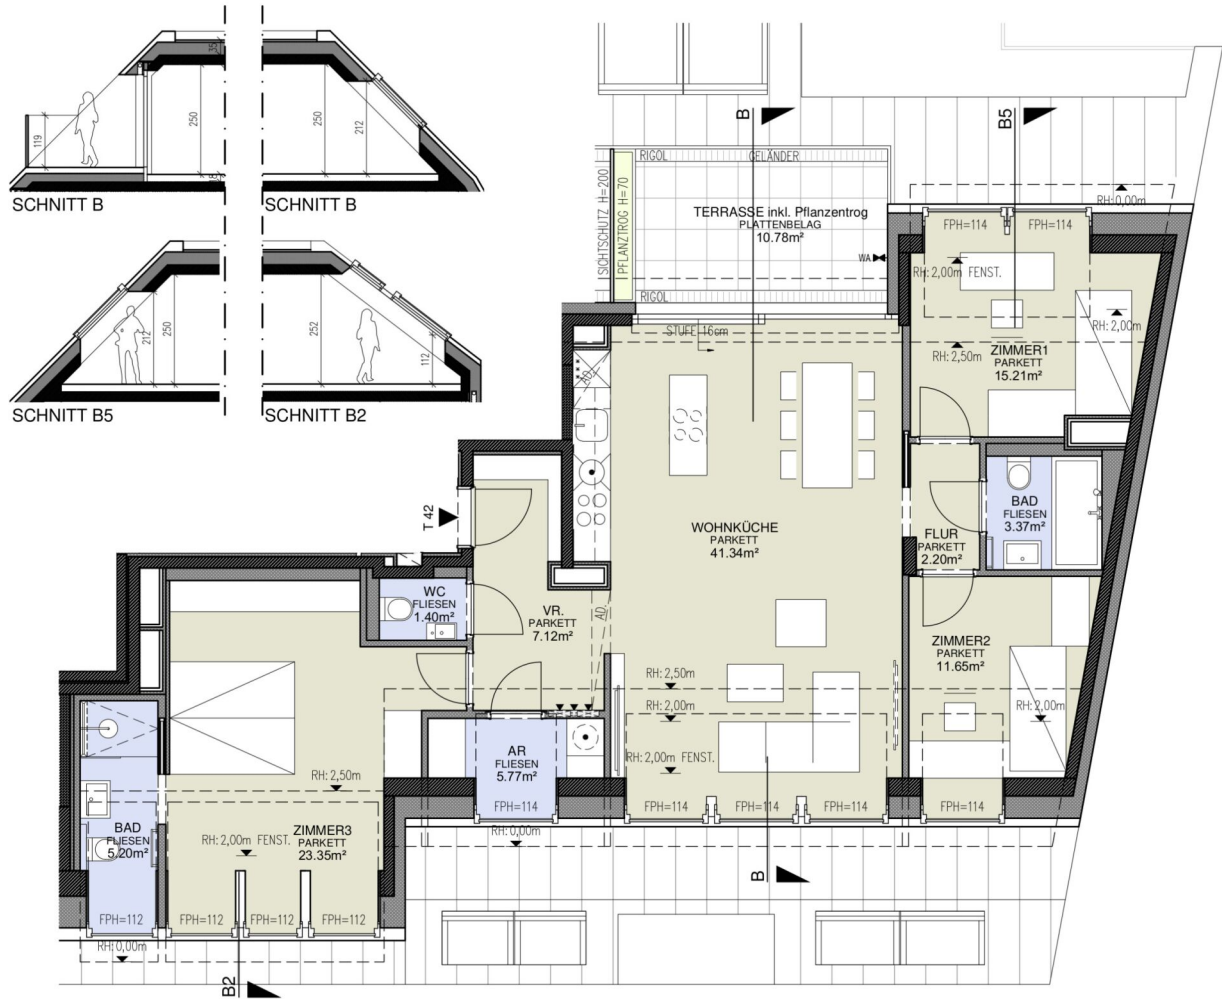 35
119
250
18
250
212
SCHNITT B
SCHNITT B
212
250
252
112
SCHNITT B5
SCHNITT B2
B
B5
RIGOL
GELÄNDER
SICHTSCHUTZ H=200
PFLANZTROG H=70
TERRASSE inkl. Pflanzentrog
PLATTENBELAG
10.78m²
WA
RIGOL
STUFE 16cm
RH: 0,00m
FPH=114
FPH=114
RH: 2,00m FENST.
RH: 2,00m
RH: 2,50m
ZIMMER1
PARKETT
15.21m²
AD.
T 42
WOHNKÜCHE
PARKETT
41.34m²
BAD
FLIESEN
3.37m²
FLUR
PARKETT
2.20m²
WC
FLIESEN
1.40m²
VR.
PARKETT
7.12m²
AD.
ZIMMER2
PARKETT
11.65m²
RH: 2,50m
RH: 2,00m
RH: 2,00m
RH: 2,00m FENST.
AR
FLIESEN
5.77m²
RH: 2,50m
FPH=114
FPH=114
FPH=114
FPH=114
FPH=114
RH: 0,00m
BAD
FLIESEN
5.20m²
RH: 2,00m FENST.
ZIMMER3
PARKETT
23.35m²
B
FPH=112
FPH=112
FPH=112
FPH=112
RH: 0,00m
B2